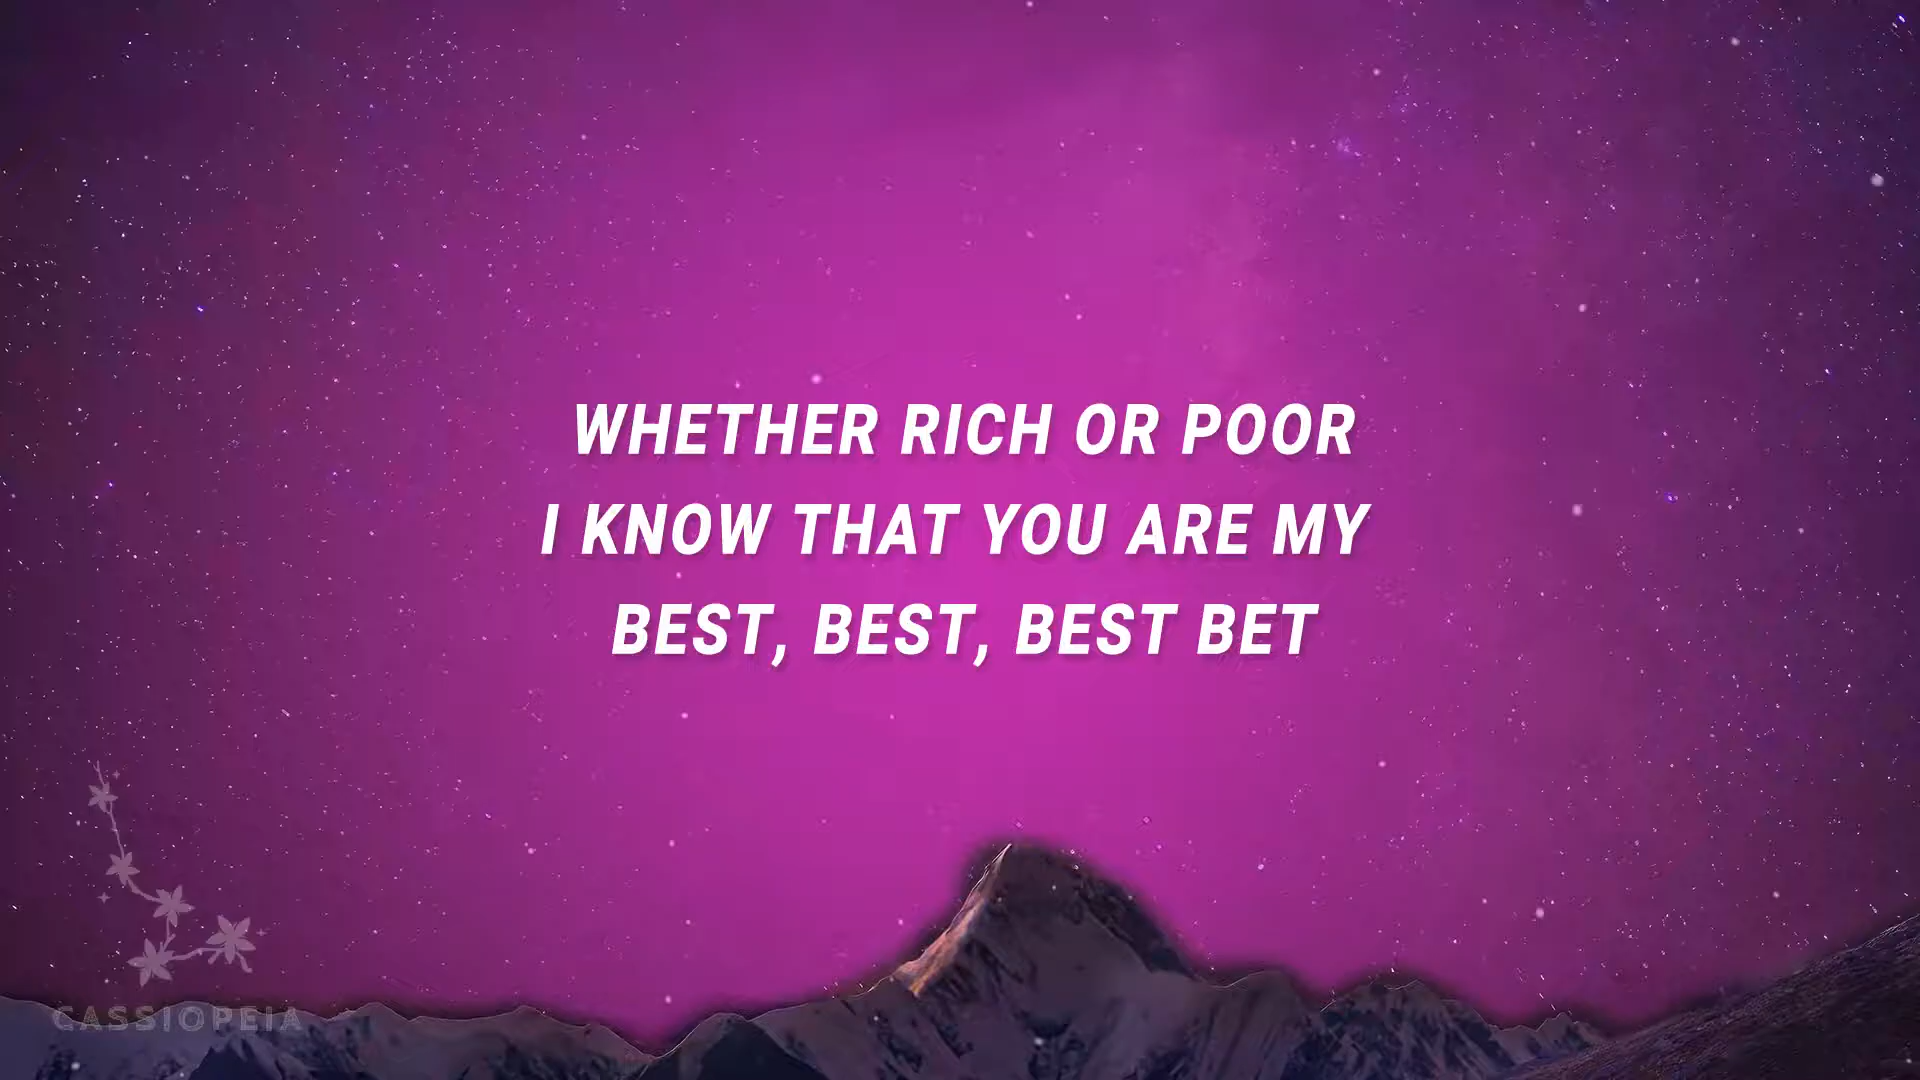 WHETHER RICH OR POOR
I KNOW THAT YOU ARE MY
BEST, BEST, BEST BET
CASSIOPEIA